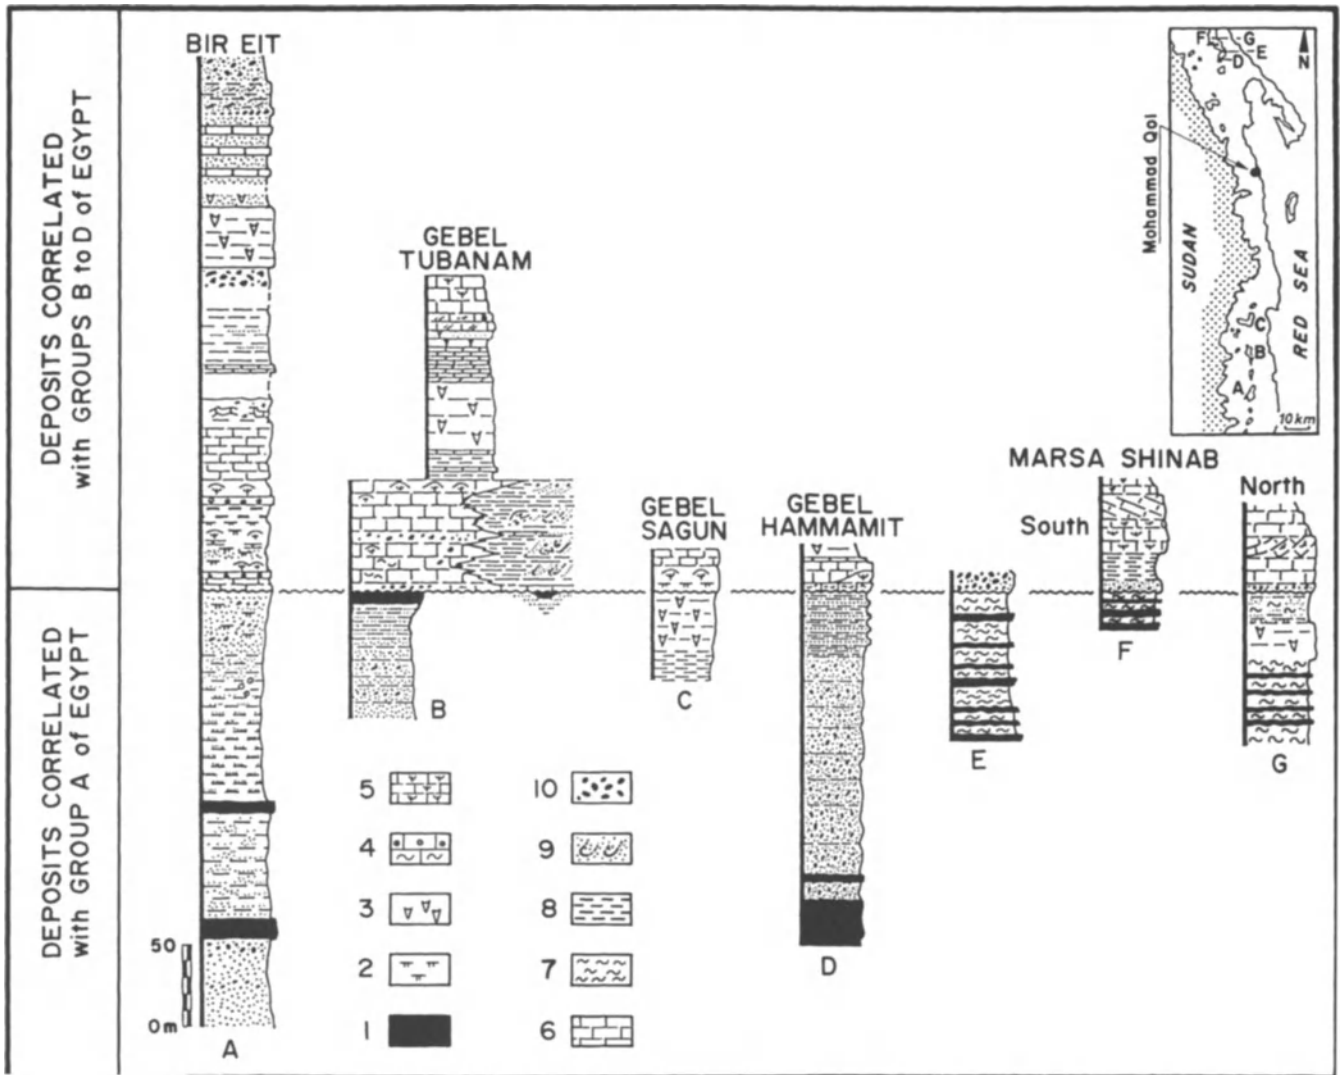 DEPOSITS CORRELATED
with GROUPS B to D of EGYPT
DEPOSITS CORRELATED
with GROUP A of EGYPT
BIR EIT
50
0m
A
GEBEL
TUBANAM
B
GEBEL
SAGUN
C
GEBEL
HAMMAMIT
D
E
MARSA SHINAB
South
F
North
G
5
4
3
2
1
10
9
8
7
6
F
G
E
D
N
Mohammad Qol
SUDAN
RED SEA
C
B
A
10km